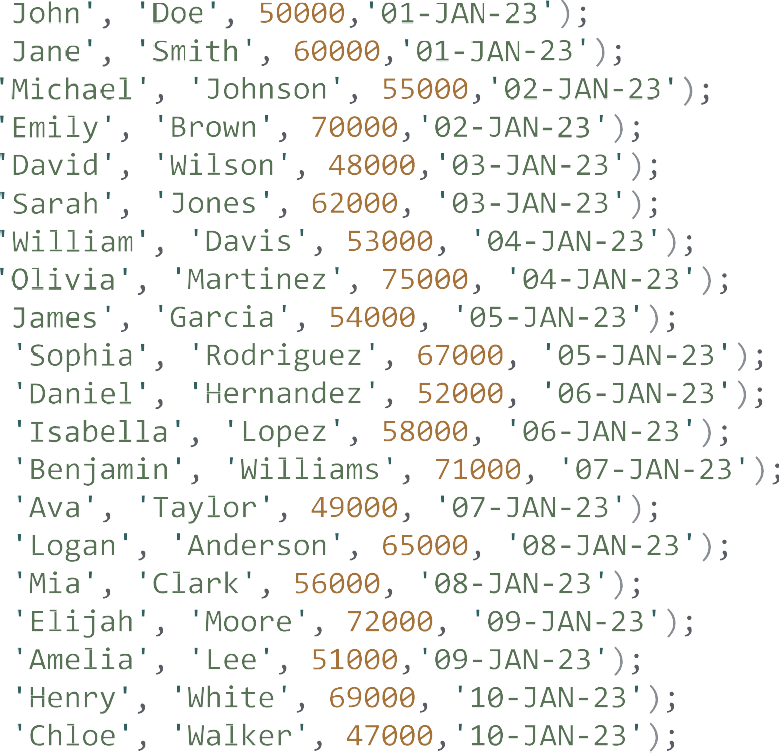 John', 'Doe', 50000,'01-JAN-23');
Jane', 'Smith', 60000,'01-JAN-23');
'Michael', 'Johnson', 55000,'02-JAN-23');
'Emily', 'Brown', 70000,'02-JAN-23');
'David', 'Wilson', 48000,'03-JAN-23');
'Sarah', 'Jones', 62000, '03-JAN-23');
'William', 'Davis', 53000, '04-JAN-23');
'Olivia', 'Martinez', 75000, '04-JAN-23');
James', 'Garcia', 54000, '05-JAN-23');
'Sophia', 'Rodriguez', 67000, '05-JAN-23');
'Daniel', 'Hernandez', 52000, '06-JAN-23');
'Isabella', 'Lopez', 58000, '06-JAN-23');
'Benjamin', 'Williams', 71000, '07-JAN-23');
'Ava', 'Taylor', 49000, '07-JAN-23');
'Logan', 'Anderson', 65000, '08-JAN-23');
'Mia', 'Clark', 56000, '08-JAN-23');
'Elijah', 'Moore', 72000, '09-JAN-23');
'Amelia', 'Lee', 51000,'09-JAN-23');
'Henry', 'White', 69000, '10-JAN-23');
'Chloe', 'Walker', 47000,'10-JAN-23');